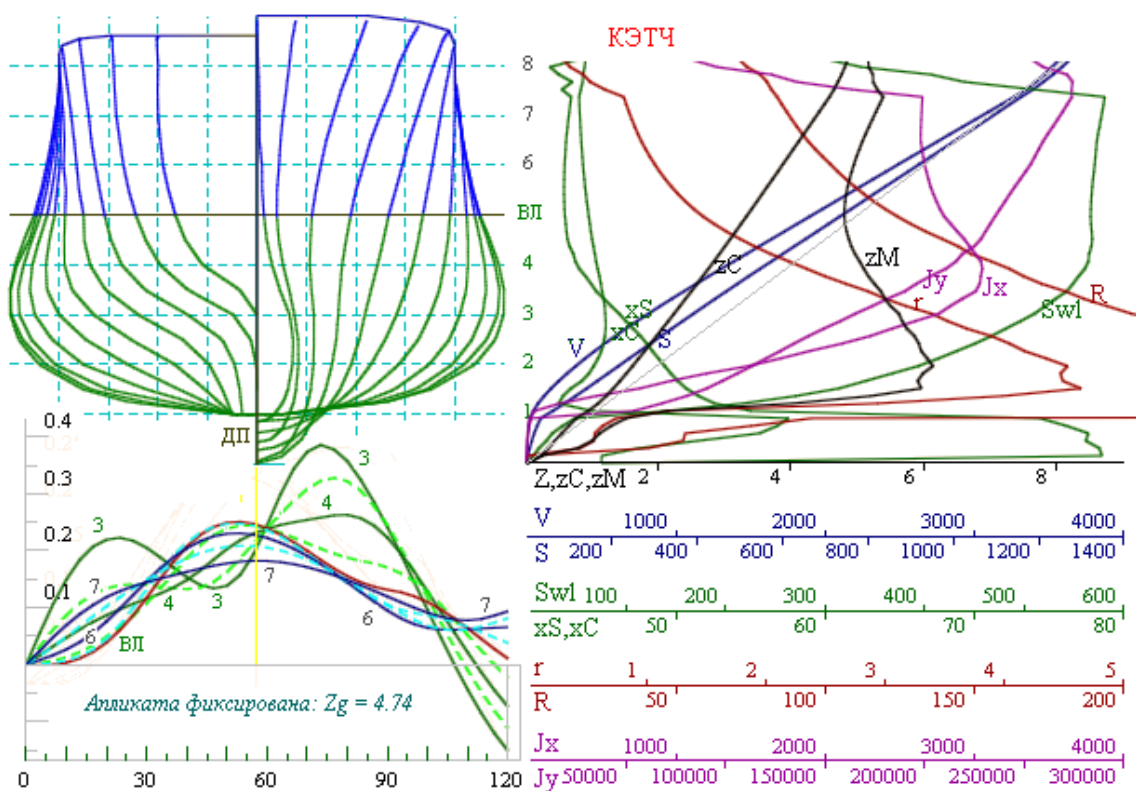 КЭТЧ
8
7
6
ВЛ
4
3
2
1
zC
zM
Jy
Jx
r
R
Swl
xS
xC
S
V
ДП
0.4
0.3
0.2
0.1
3
3
4
7
4
3
7
6
6
7
ВЛ
Апликата фиксирована: Zg = 4.74
0 30 60 90 120
Z,zC,zM 2 4 6 8
V 1000 2000 3000 4000
S 200 400 600 800 1000 1200 1400
Swl 100 200 300 400 500 600
xS,xC 50 60 70 80
r 1 2 3 4 5
R 50 100 150 200
Jx 1000 2000 3000 4000
Jy 50000 100000 150000 200000 250000 300000